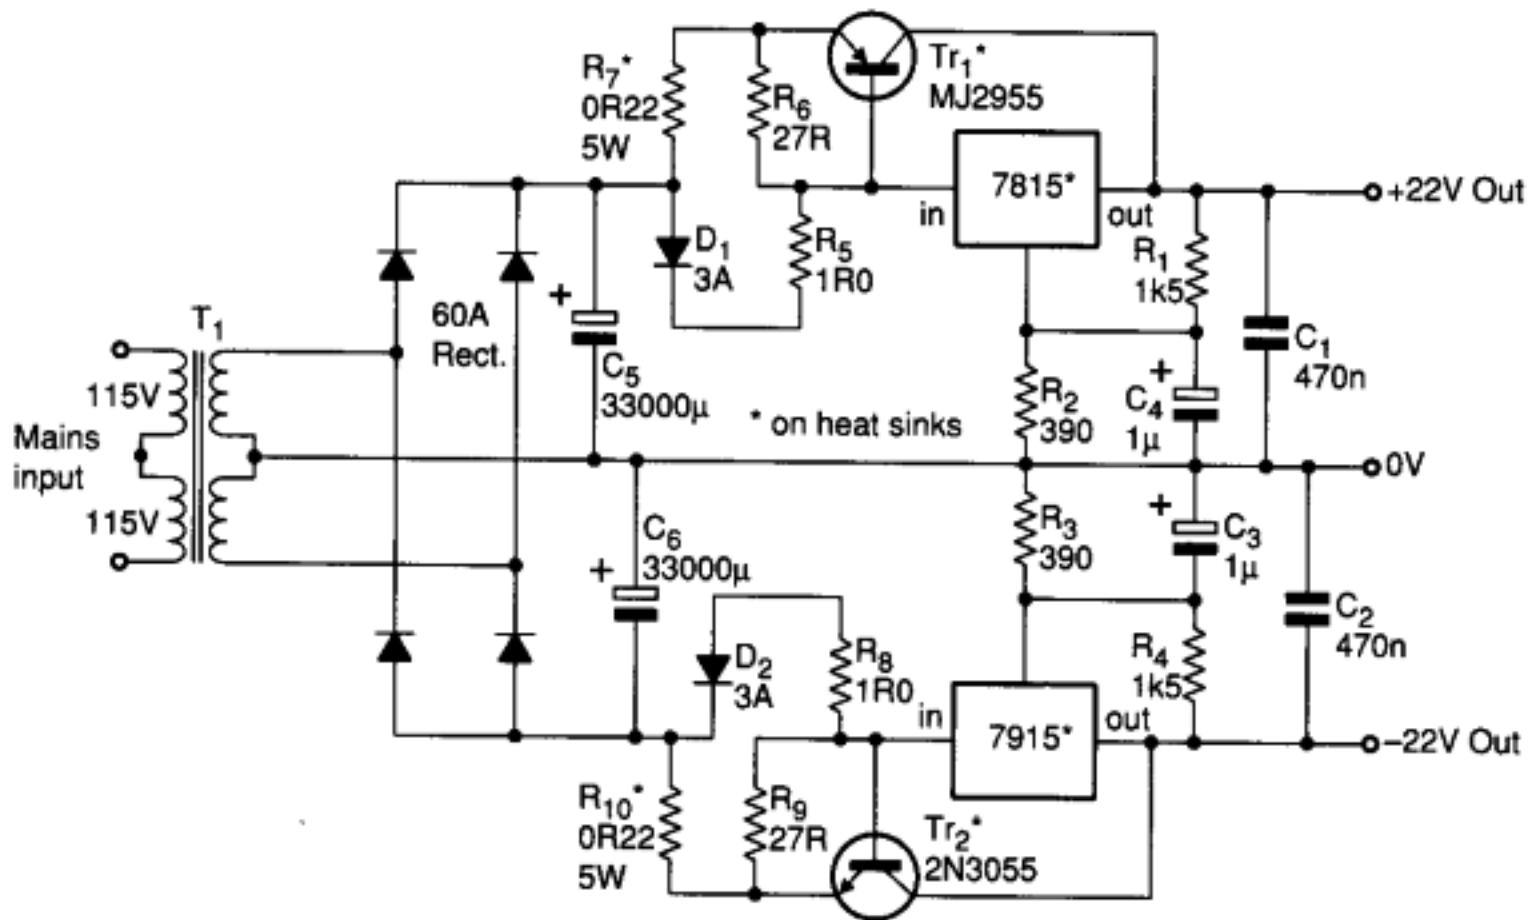 R7*
0R22
5W
R6
27R
Tr1*
MJ2955
7815*
in
out
+22V Out
D1
3A
R5
1R0
R1
1k5
T1
60A
Rect.
+
C5
33000µ
* on heat sinks
R2
390
+
C4
1µ
C1
470n
115V
Mains
input
115V
0V
C6
33000µ
+
R3
390
+
C3
1µ
C2
470n
D2
3A
R8
1R0
R4
1k5
in
7915*
out
–22V Out
R10*
0R22
5W
R9
27R
Tr2*
2N3055